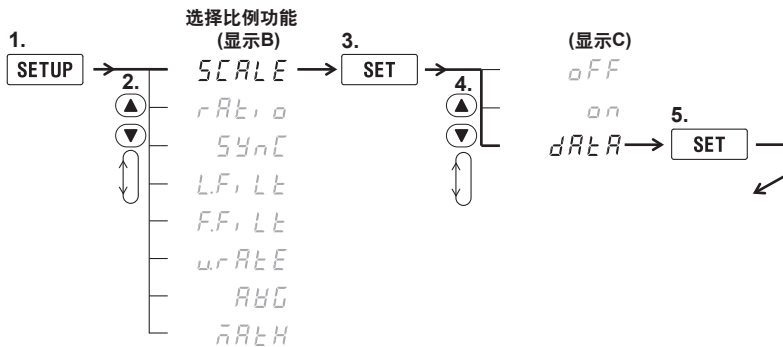 选择比例功能
1. (显示B) 3. (显示C)
SETUP SCALE SET oFF
2. 4.
rAtio on 5.
SYnC dAtA SET
L.FiLt
F.FiLt
u.rAtE
AVG
mAtH